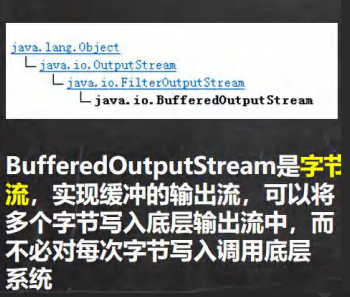 java.lang.Object
java.io.OutputStream
java.io.FilterOutputStream
java.io.BufferedOutputStream
BufferedOutputStream是字节
流，实现缓冲的输出流，可以将
多个字节写入底层输出流中，而
不必对每次字节写入调用底层
系统